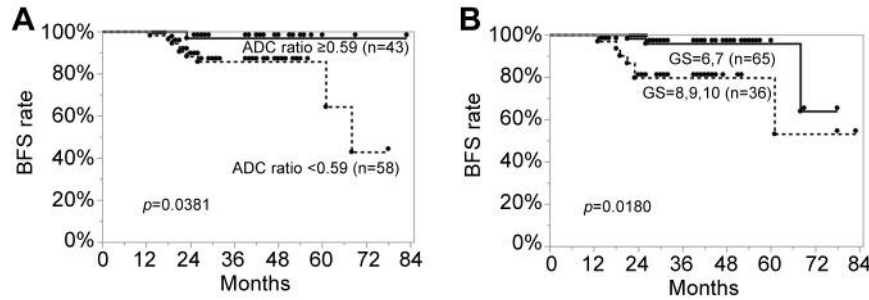 A
BFS rate
100%
80%
60%
40%
20%
0%
ADC ratio ≥0.59 (n=43)
ADC ratio <0.59 (n=58)
p=0.0381
0 12 24 36 48 60 72 84
Months
B
BFS rate
100%
80%
60%
40%
20%
0%
GS=6,7 (n=65)
GS=8,9,10 (n=36)
p=0.0180
0 12 24 36 48 60 72 84
Months